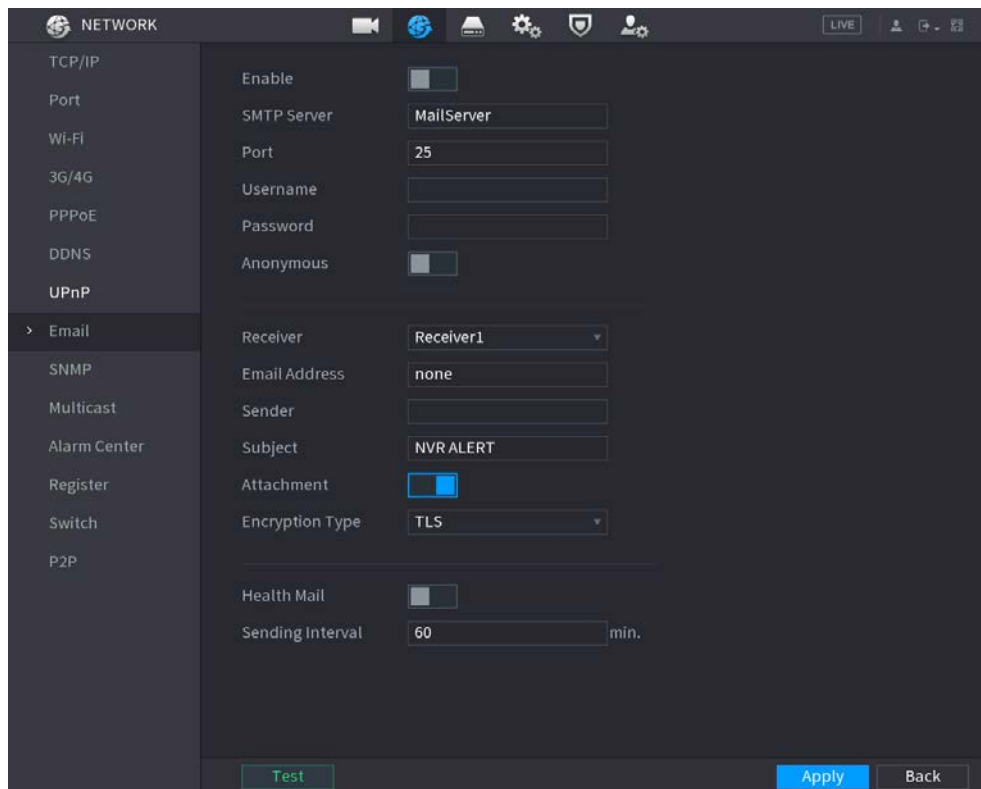 NETWORK
LIVE
TCP/IP
Port
Wi-Fi
3G/4G
PPPoE
DDNS
UPnP
Email
SNMP
Multicast
Alarm Center
Register
Switch
P2P
Enable
SMTP Server MailServer
Port 25
Username
Password
Anonymous
Receiver Receiver1
Email Address none
Sender
Subject NVR ALERT
Attachment
Encryption Type TLS
Health Mail
Sending Interval 60 min.
Test Apply Back